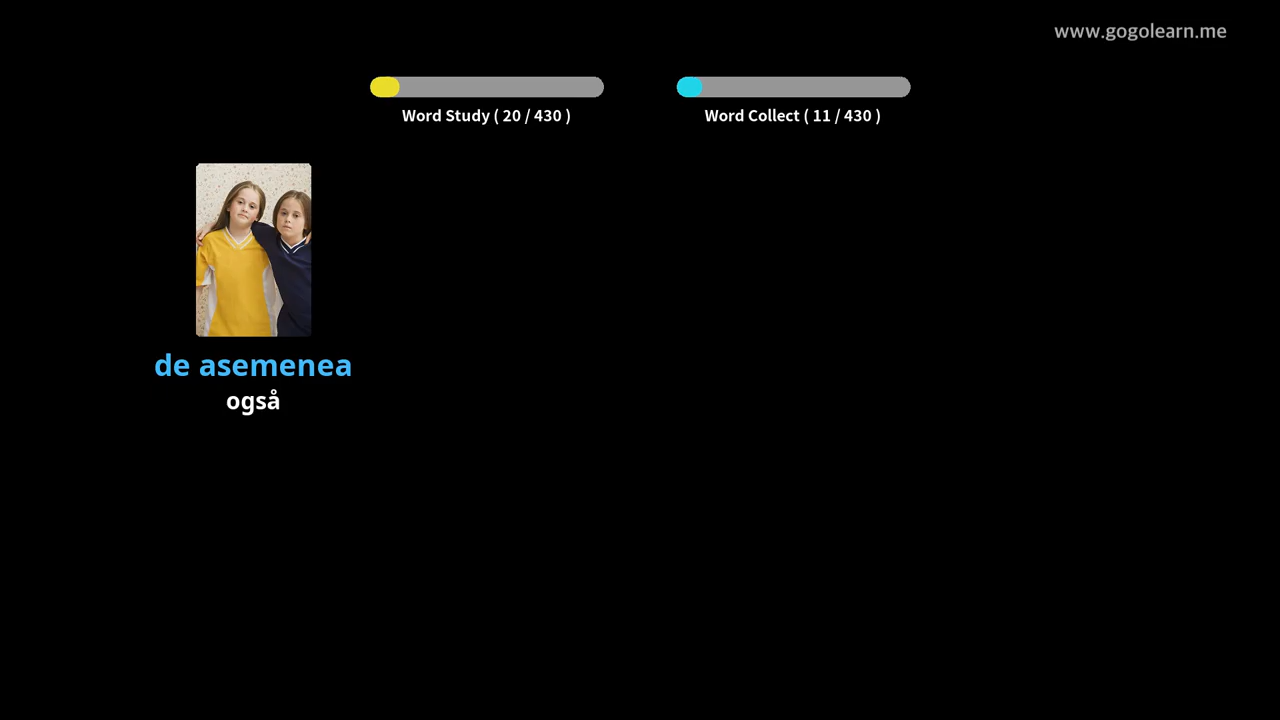 www.gogolearn.me
Word Study ( 20 / 430 )
Word Collect ( 11 / 430 )
de asemenea
også